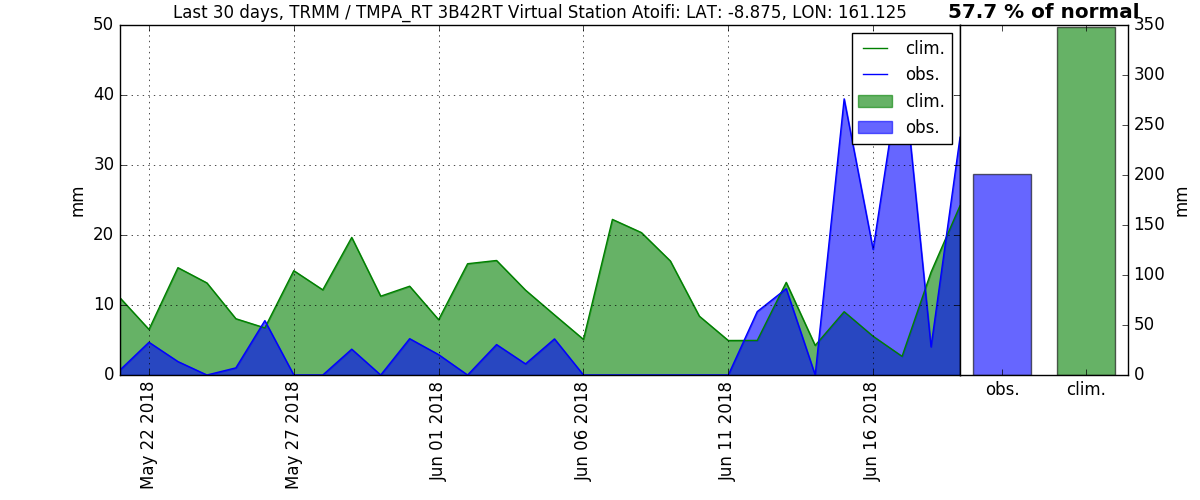 Last 30 days, TRMM / TMPA_RT 3B42RT Virtual Station Atoifi: LAT: -8.875, LON: 161.125
57.7 % of normal
50
40
30
20
10
0
mm
clim.
obs.
clim.
obs.
350
300
250
200
150
100
50
0
mm
May 22 2018
May 27 2018
Jun 01 2018
Jun 06 2018
Jun 11 2018
Jun 16 2018
obs.
clim.